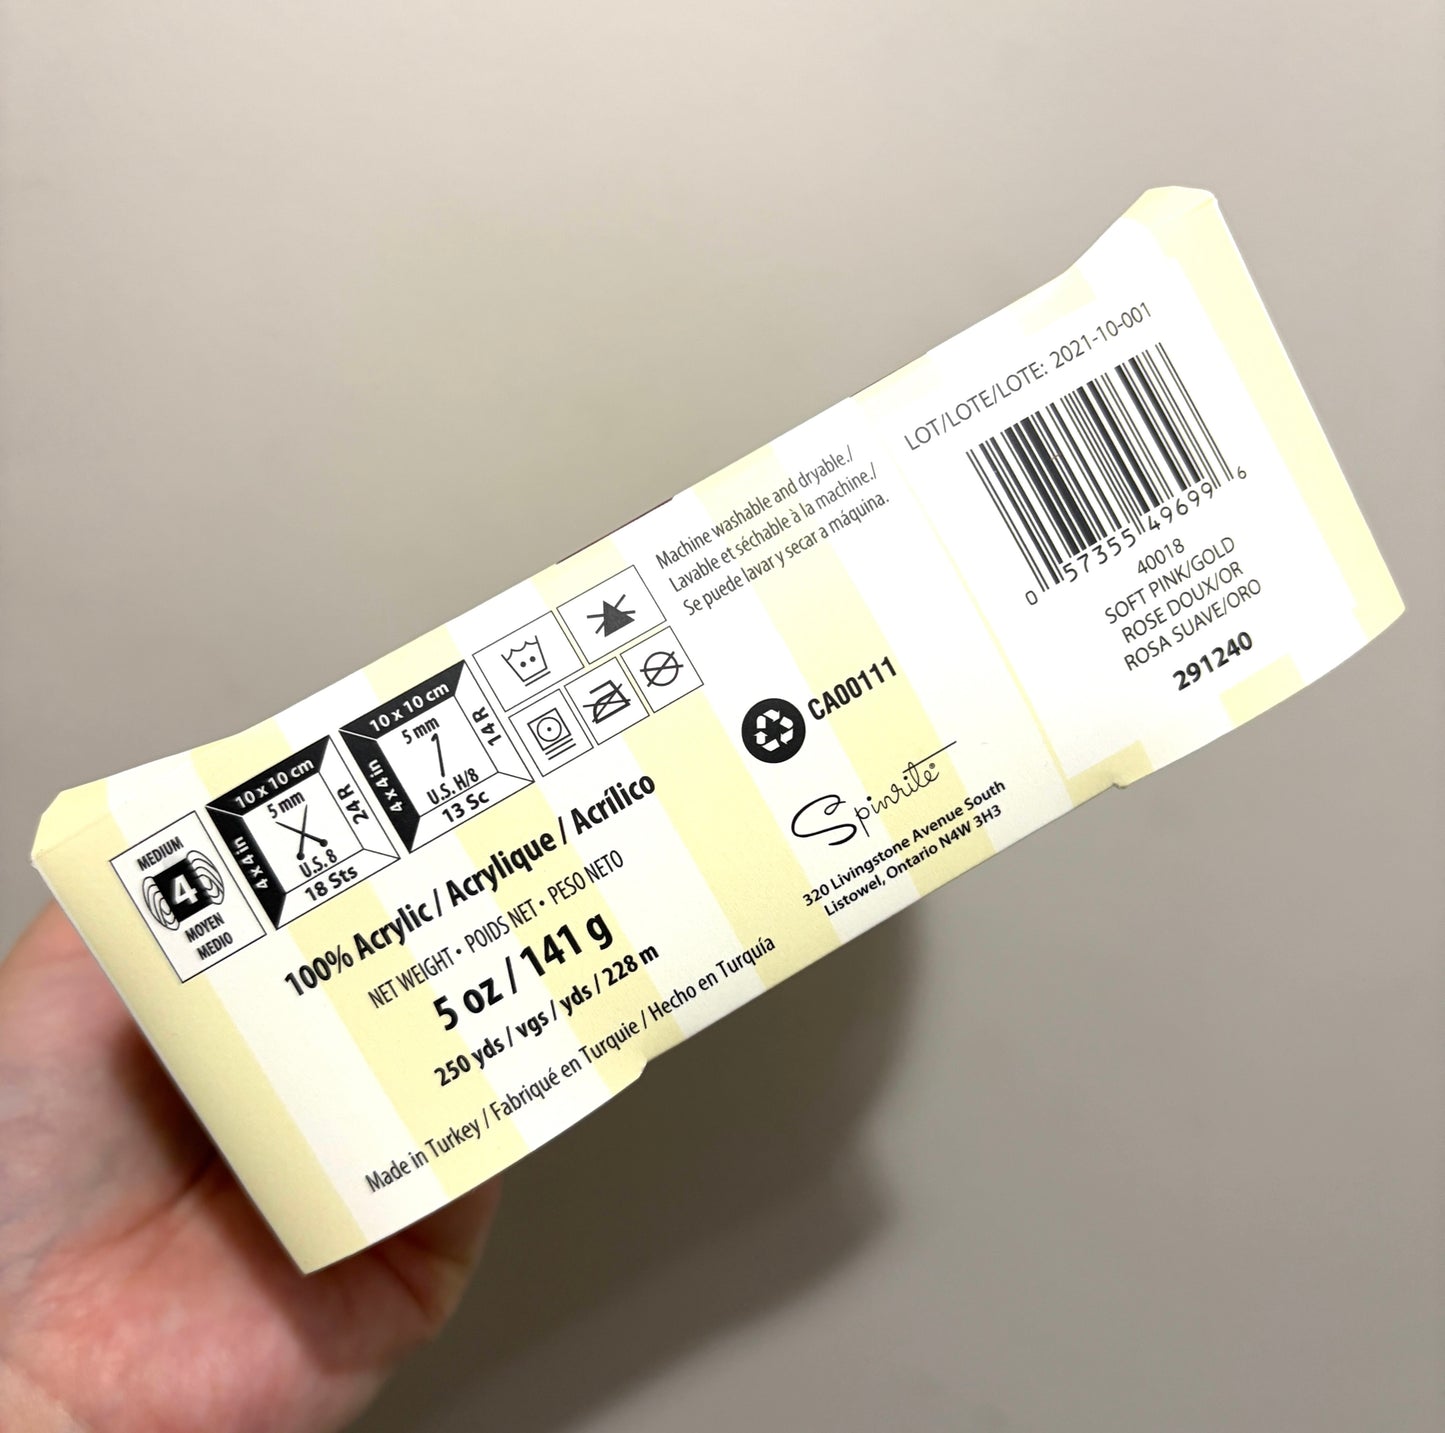 MEDIUM
4
MOYEN
MEDIO
10 x 10 cm
4 x 4 in
5 mm
U.S. 8
24 R
18 Sts
10 x 10 cm
4 x 4 in
5 mm
U.S. H/8
14 R
13 Sc
100% Acrylic / Acrylique / Acrílico
NET WEIGHT • POIDS NET • PESO NETO
5 oz / 141 g
250 yds / vgs / yds / 228 m
Made in Turkey / Fabriqué en Turquie / Hecho en Turquía
Machine washable and dryable./
Lavable et séchable à la machine./
Se puede lavar y secar a máquina.
CA00111
Spinrite®
320 Livingstone Avenue South
Listowel, Ontario N4W 3H3
LOT/LOTE/LOTE: 2021-10-001
0 57355 49699 6
40018
SOFT PINK/GOLD
ROSE DOUX/OR
ROSA SUAVE/ORO
291240